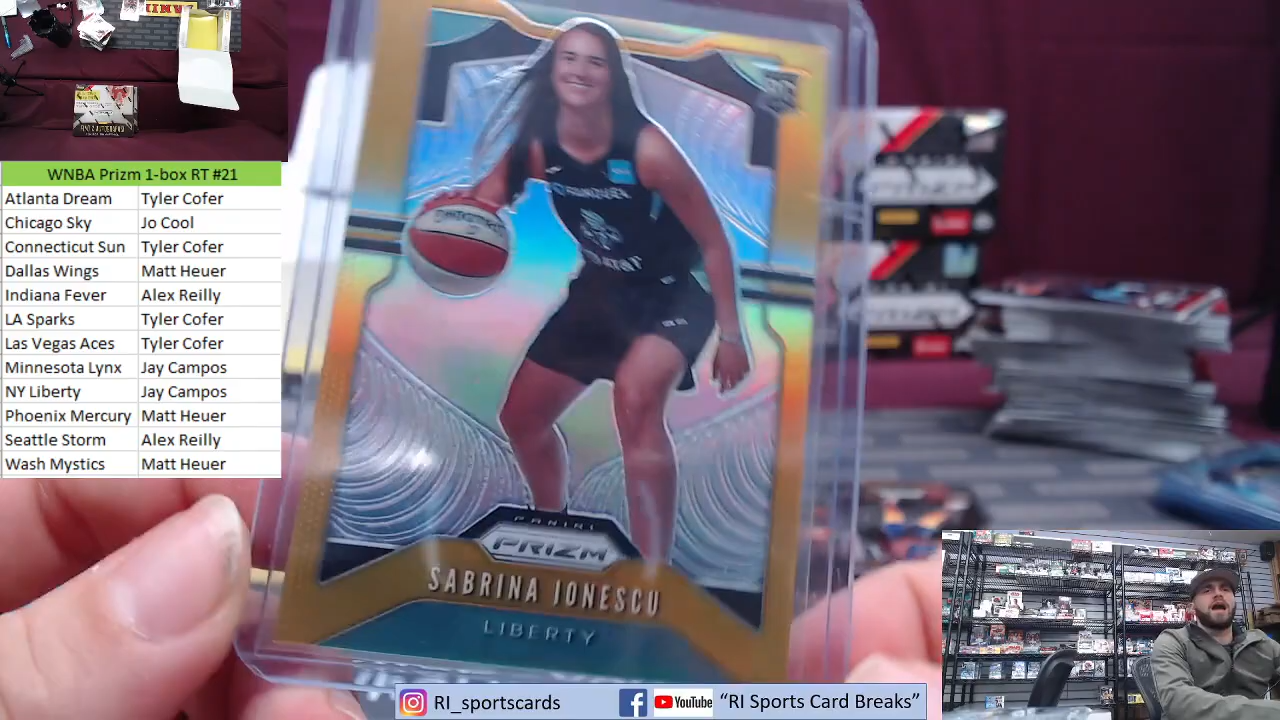 WNBA Prizm 1-box RT #21
Atlanta Dream Tyler Cofer
Chicago Sky Jo Cool
Connecticut Sun Tyler Cofer
Dallas Wings Matt Heuer
Indiana Fever Alex Reilly
LA Sparks Tyler Cofer
Las Vegas Aces Tyler Cofer
Minnesota Lynx Jay Campos
NY Liberty Jay Campos
Phoenix Mercury Matt Heuer
Seattle Storm Alex Reilly
Wash Mystics Matt Heuer
PANINI
PRIZM
SABRINA IONESCU
LIBERTY
RI_sportscards
YouTube
“RI Sports Card Breaks”